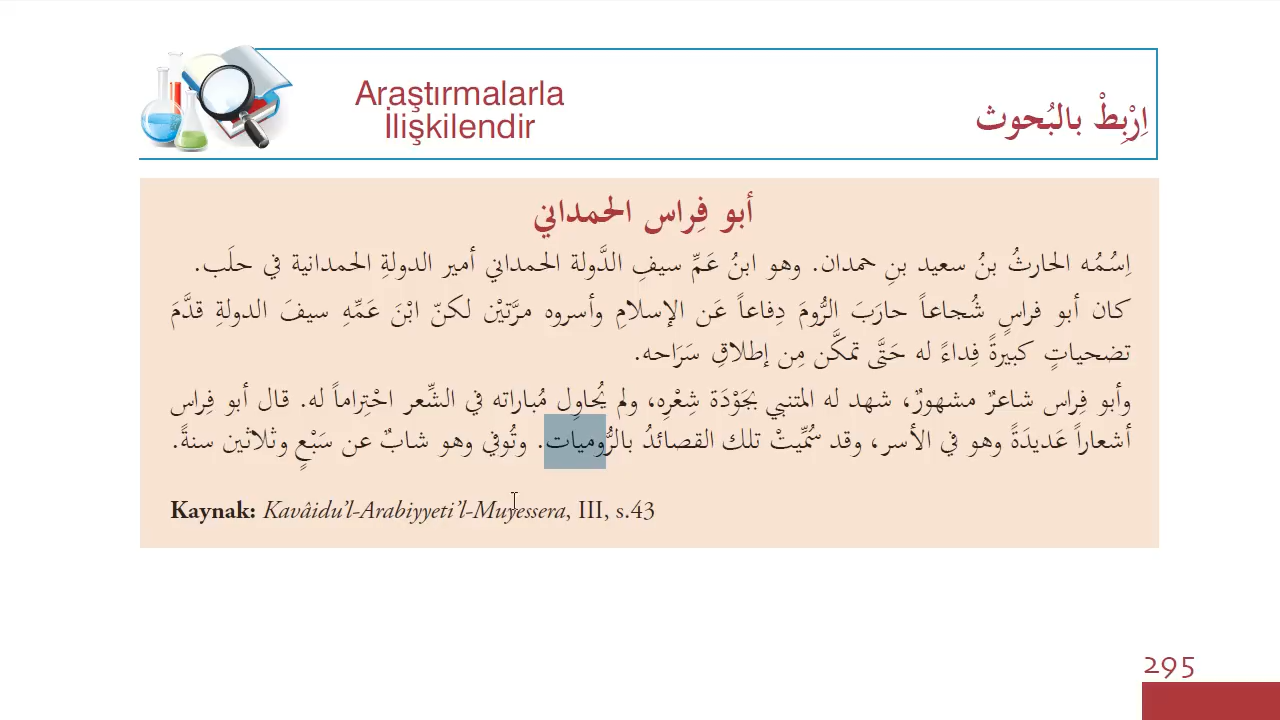 Araştırmalarla
İlişkilendir
اِرْبِطْ بالبُحوث
أبو فِراس الحمداني
اِسُمُه الحارثُ بنُ سعيد بنِ حمدان. وهو ابنُ عَمِّ سيفِ الدَّولة الحمداني أمير الدولةِ الحمدانية في حلَب.
كان أبو فراسٍ شُجاعاً حارَبَ الرُّومَ دِفاعاً عَن الإسلامِ وأسروه مرَّتيْن لكنّ ابْنَ عَمِّهِ سيفَ الدولةِ قدَّمَ
تضحياتٍ كبيرةً فِداءً له حَتَّى تمكَّن مِن إطلاقِ سَرَاحه.
وأبو فِراس شاعرٌ مشهورٌ، شهد له المتنبي بجَوْدَة شِعْرِه، ولم يُحاوِل مُباراته في الشِّعر احْتِراماً له. قال أبو فِراس
أشعاراً عَديدَةً وهو في الأسر، وقد سُمِّيتْ تلك القصائدُ بالرُّوميات. وتُوفي وهو شابٌ عن سَبْعٍ وثلاثين سنةً.
Kaynak: Kavâidu'l-Arabiyyeti'l-Muyessera, III, s.43
295